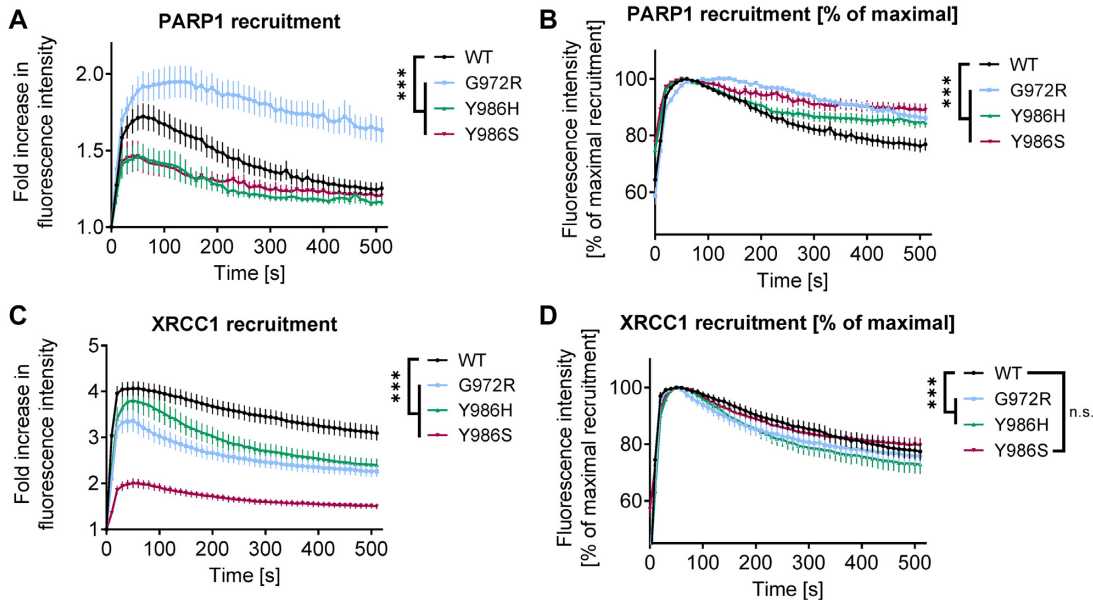 A
PARP1 recruitment
Fold increase in
fluorescence intensity
2.0
1.5
1.0
0 100 200 300 400 500
Time [s]
***
WT
G972R
Y986H
Y986S
B
PARP1 recruitment [% of maximal]
Fluorescence intensity
[% of maximal recruitment]
100
80
60
0 100 200 300 400 500
Time [s]
***
WT
G972R
Y986H
Y986S
C
XRCC1 recruitment
Fold increase in
fluorescence intensity
5
4
3
2
1
0 100 200 300 400 500
Time [s]
***
WT
G972R
Y986H
Y986S
D
XRCC1 recruitment [% of maximal]
Fluorescence intensity
[% of maximal recruitment]
100
80
60
0 100 200 300 400 500
Time [s]
***
WT
G972R
Y986H
Y986S
n.s.